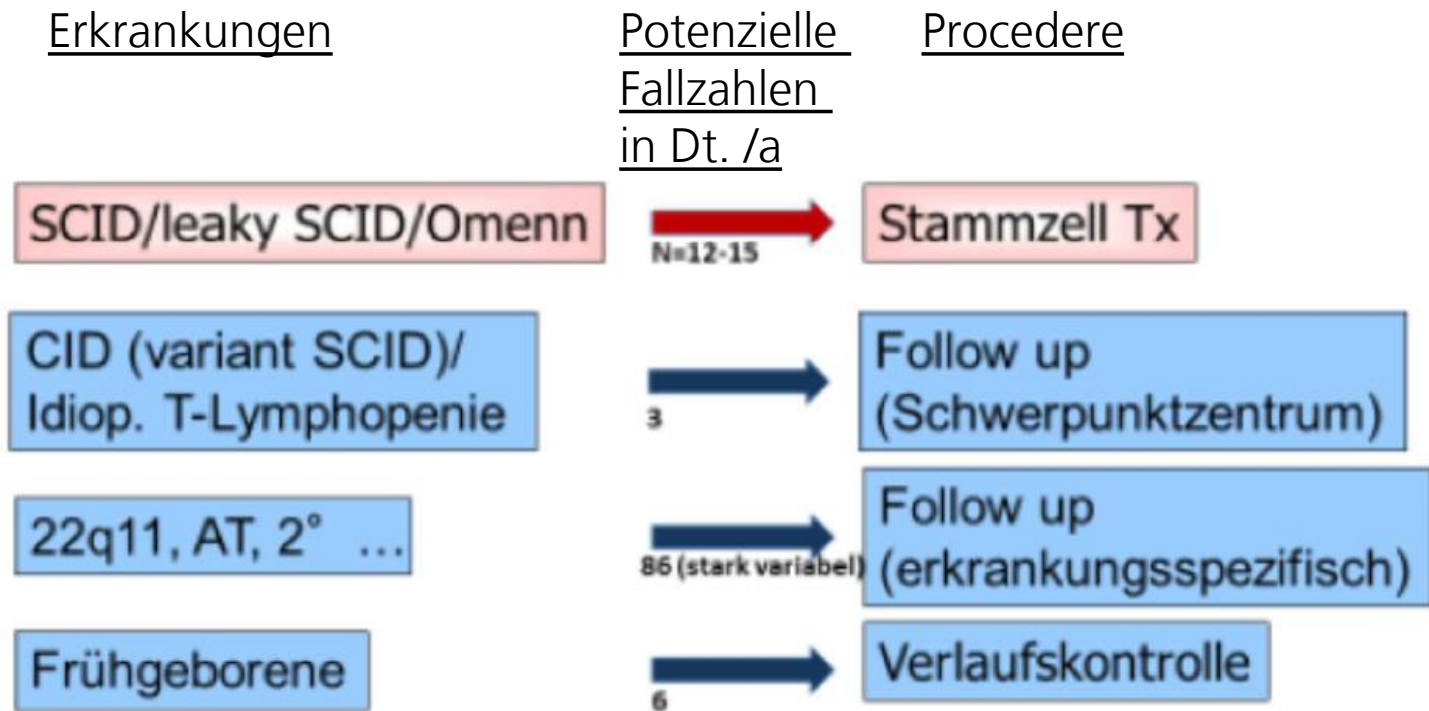 Erkrankungen
Potenzielle
Fallzahlen
in Dt. /a
Procedere
SCID/leaky SCID/Omenn
N=12-15
Stammzell Tx
CID (variant SCID)/
Idiop. T-Lymphopenie
3
Follow up
(Schwerpunktzentrum)
22q11, AT, 2° …
86 (stark variabel)
Follow up
(erkrankungsspezifisch)
Frühgeborene
6
Verlaufskontrolle